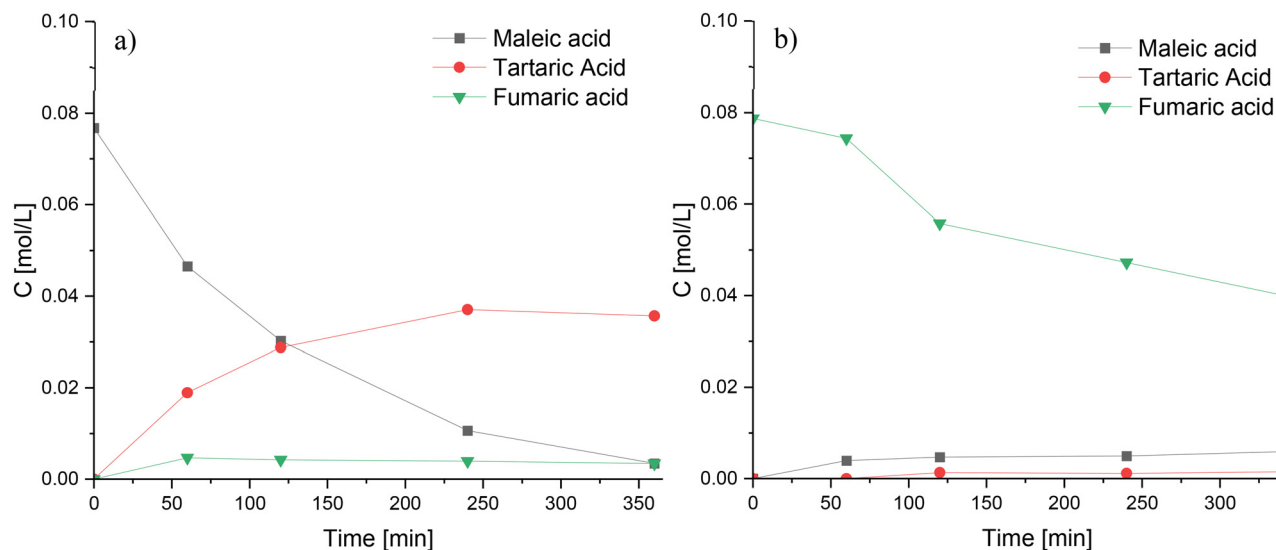 a)
Maleic acid
Tartaric Acid
Fumaric acid
C [mol/L]
0.10
0.08
0.06
0.04
0.02
0.00
0 50 100 150 200 250 300 350
Time [min]
b)
Maleic acid
Tartaric Acid
Fumaric acid
C [mol/L]
0.10
0.08
0.06
0.04
0.02
0.00
0 50 100 150 200 250 300
Time [min]